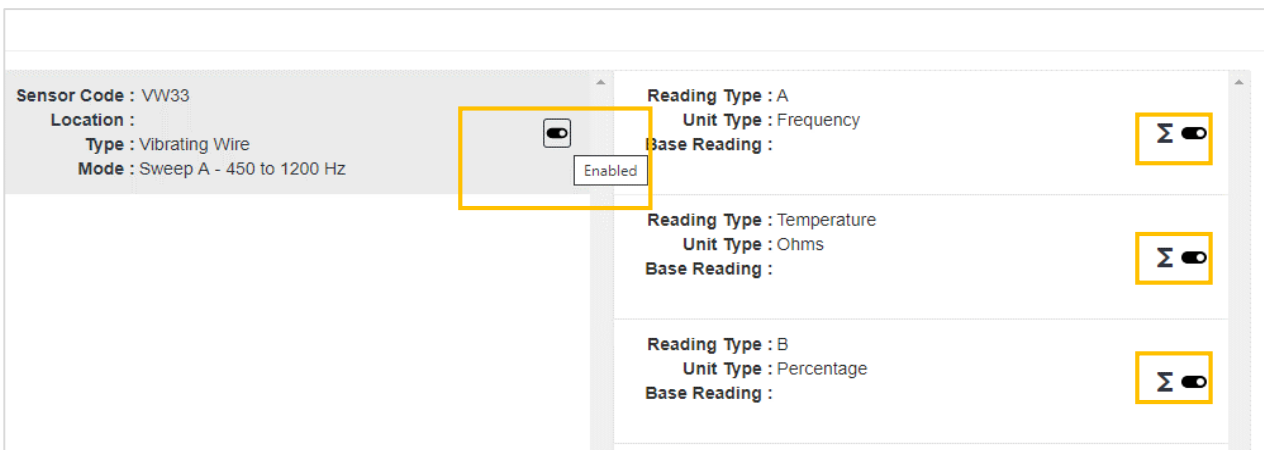 Sensor Code : VW33
Location :
Type : Vibrating Wire
Mode : Sweep A - 450 to 1200 Hz
Enabled
Reading Type : A
Unit Type : Frequency
Base Reading :
Σ
Reading Type : Temperature
Unit Type : Ohms
Base Reading :
Σ
Reading Type : B
Unit Type : Percentage
Base Reading :
Σ